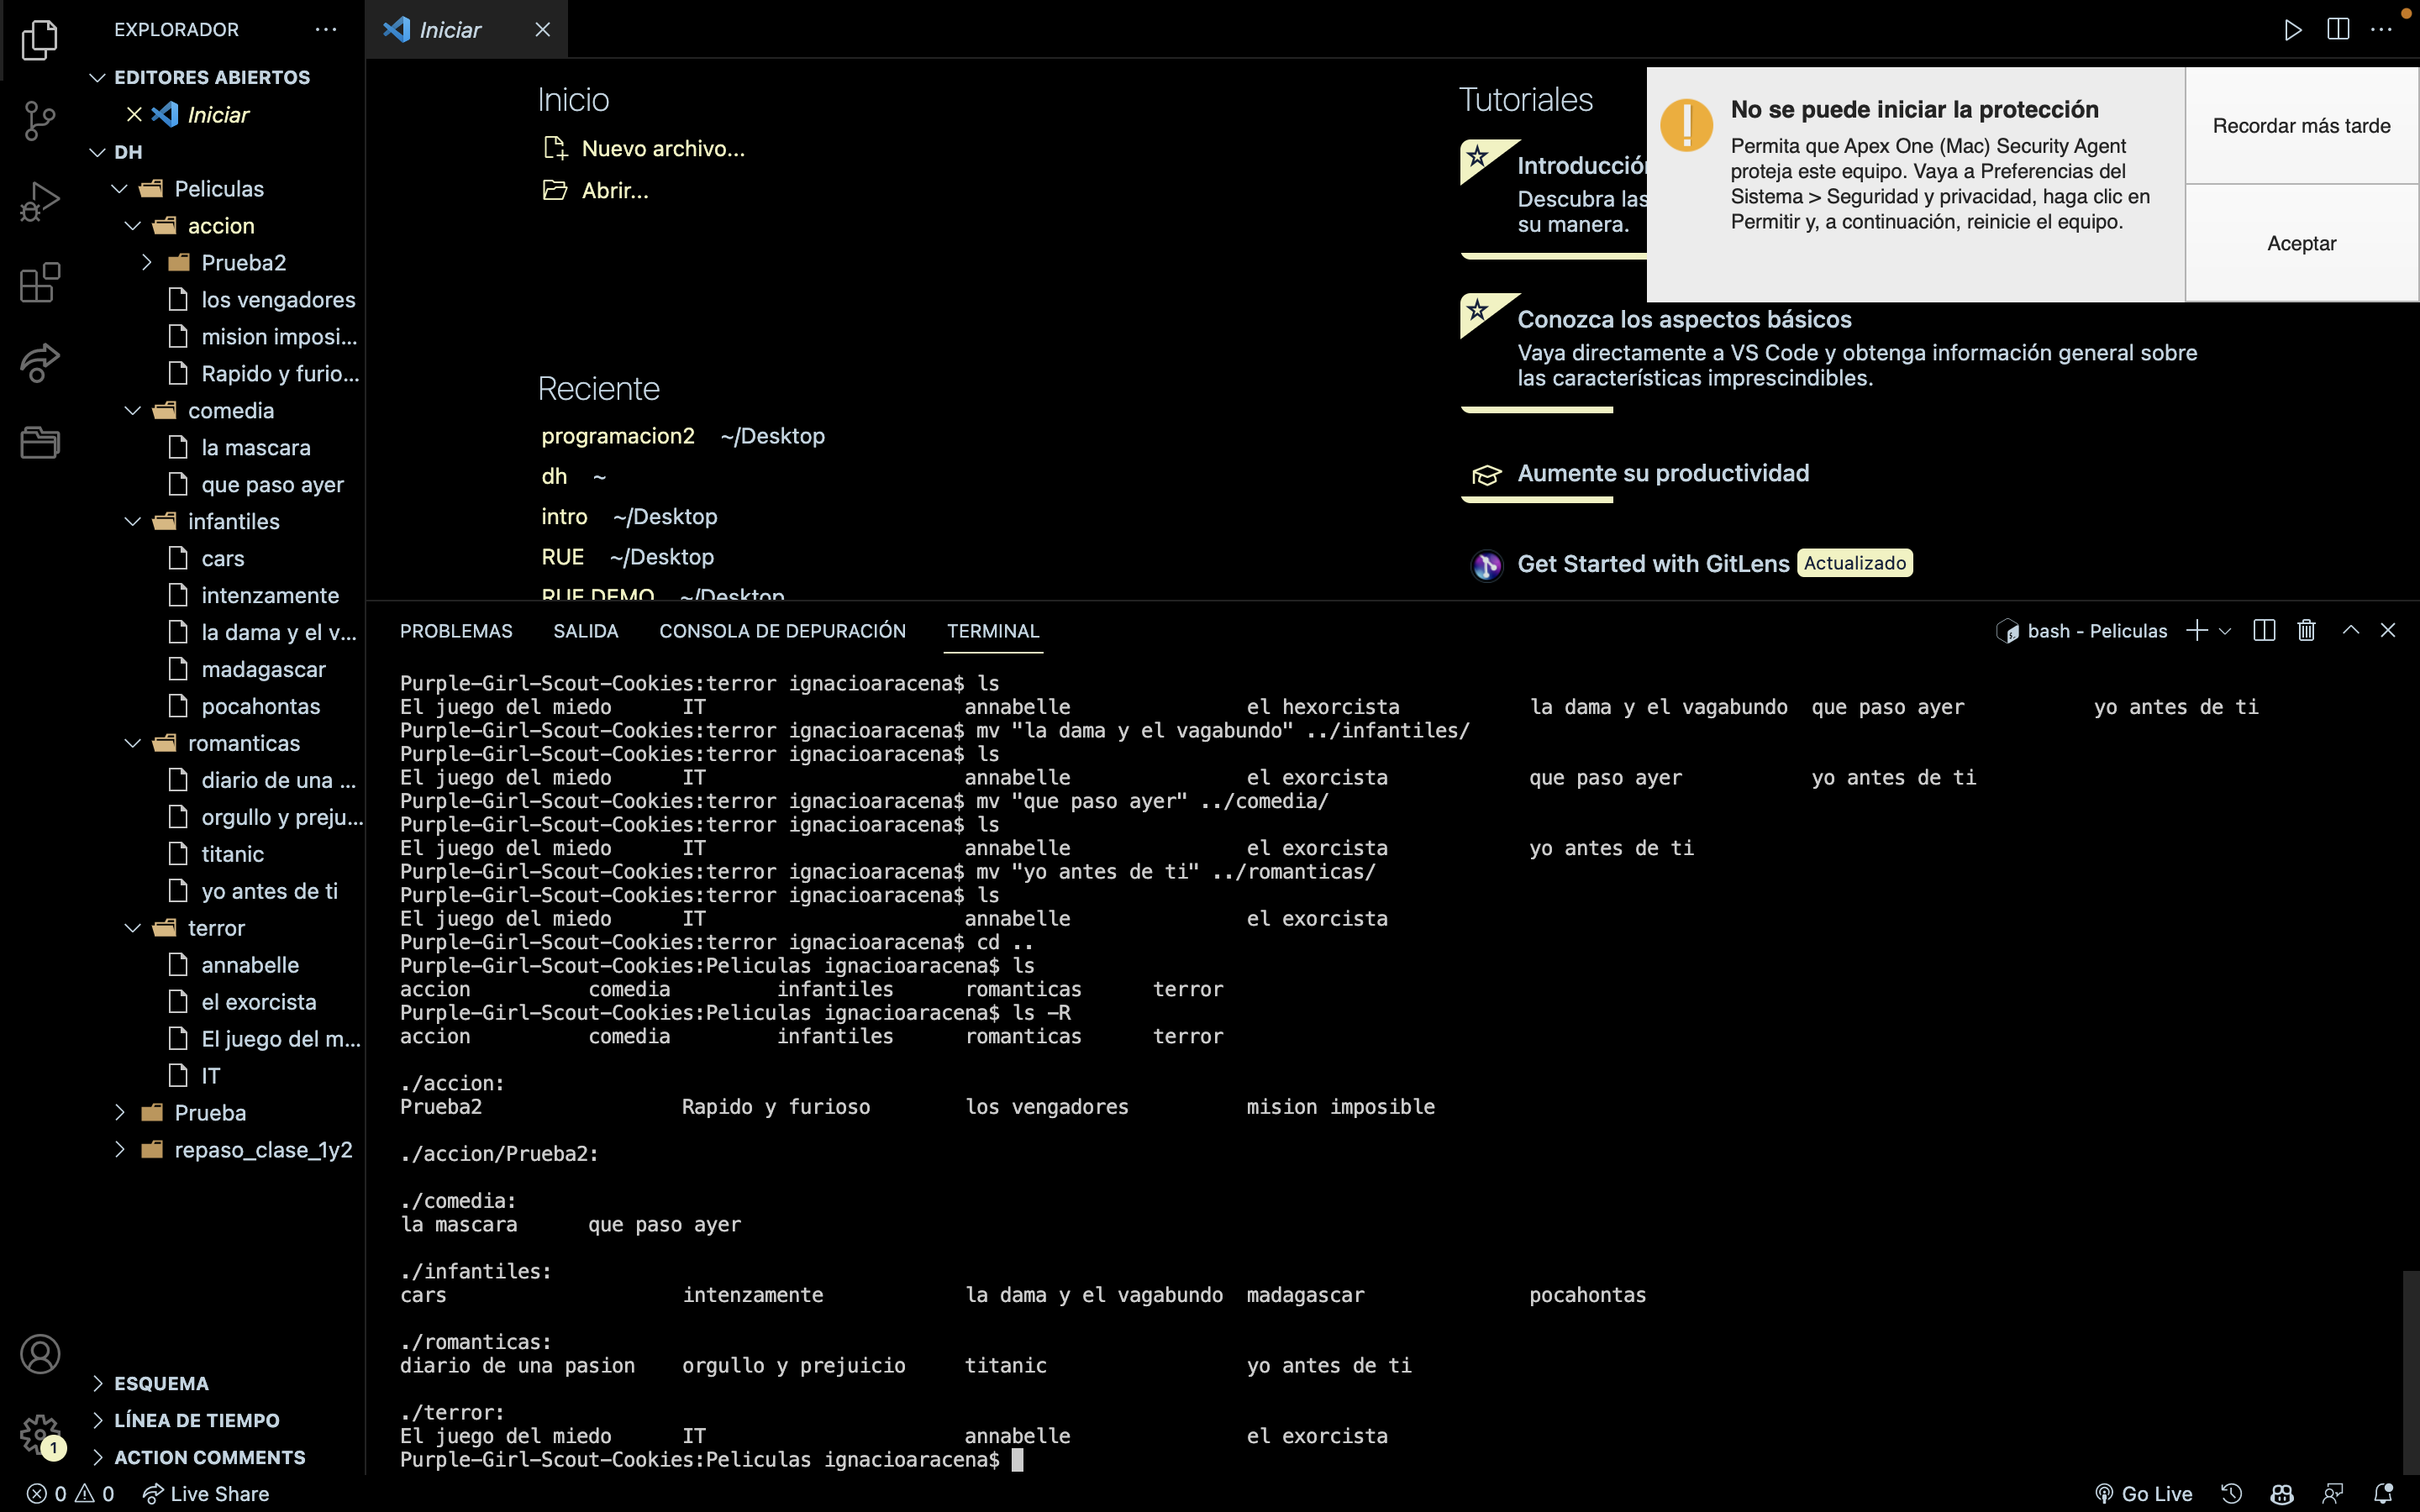 EXPLORADOR
EDITORES ABIERTOS
Iniciar
DH
Peliculas
accion
Prueba2
los vengadores
mision imposi...
Rapido y furio...
comedia
la mascara
que paso ayer
infantiles
cars
intenzamente
la dama y el v...
madagascar
pocahontas
romanticas
diario de una ...
orgullo y preju...
titanic
yo antes de ti
terror
annabelle
el exorcista
El juego del m...
IT
Prueba
repaso_clase_1y2
ESQUEMA
LÍNEA DE TIEMPO
ACTION COMMENTS
1
Iniciar
Inicio
Nuevo archivo...
Abrir...
Reciente
programacion2 ~/Desktop
dh ~
intro ~/Desktop
RUE ~/Desktop
RUE DEMO ~/Desktop
Tutoriales
Introducción
Descubra las
su manera.
Conozca los aspectos básicos
Vaya directamente a VS Code y obtenga información general sobre
las características imprescindibles.
Aumente su productividad
Get Started with GitLens Actualizado
No se puede iniciar la protección
Permita que Apex One (Mac) Security Agent
proteja este equipo. Vaya a Preferencias del
Sistema > Seguridad y privacidad, haga clic en
Permitir y, a continuación, reinicie el equipo.
Recordar más tarde
Aceptar
PROBLEMAS SALIDA CONSOLA DE DEPURACIÓN TERMINAL
bash - Peliculas
Purple-Girl-Scout-Cookies:terror ignacioaracena$ ls
El juego del miedo IT annabelle el hexorcista la dama y el vagabundo que paso ayer yo antes de ti
Purple-Girl-Scout-Cookies:terror ignacioaracena$ mv "la dama y el vagabundo" ../infantiles/
Purple-Girl-Scout-Cookies:terror ignacioaracena$ ls
El juego del miedo IT annabelle el exorcista que paso ayer yo antes de ti
Purple-Girl-Scout-Cookies:terror ignacioaracena$ mv "que paso ayer" ../comedia/
Purple-Girl-Scout-Cookies:terror ignacioaracena$ ls
El juego del miedo IT annabelle el exorcista yo antes de ti
Purple-Girl-Scout-Cookies:terror ignacioaracena$ mv "yo antes de ti" ../romanticas/
Purple-Girl-Scout-Cookies:terror ignacioaracena$ ls
El juego del miedo IT annabelle el exorcista
Purple-Girl-Scout-Cookies:terror ignacioaracena$ cd ..
Purple-Girl-Scout-Cookies:Peliculas ignacioaracena$ ls
accion comedia infantiles romanticas terror
Purple-Girl-Scout-Cookies:Peliculas ignacioaracena$ ls -R
accion comedia infantiles romanticas terror
./accion:
Prueba2 Rapido y furioso los vengadores mision imposible
./accion/Prueba2:
./comedia:
la mascara que paso ayer
./infantiles:
cars intenzamente la dama y el vagabundo madagascar pocahontas
./romanticas:
diario de una pasion orgullo y prejuicio titanic yo antes de ti
./terror:
El juego del miedo IT annabelle el exorcista
Purple-Girl-Scout-Cookies:Peliculas ignacioaracena$
0 0 Live Share
Go Live